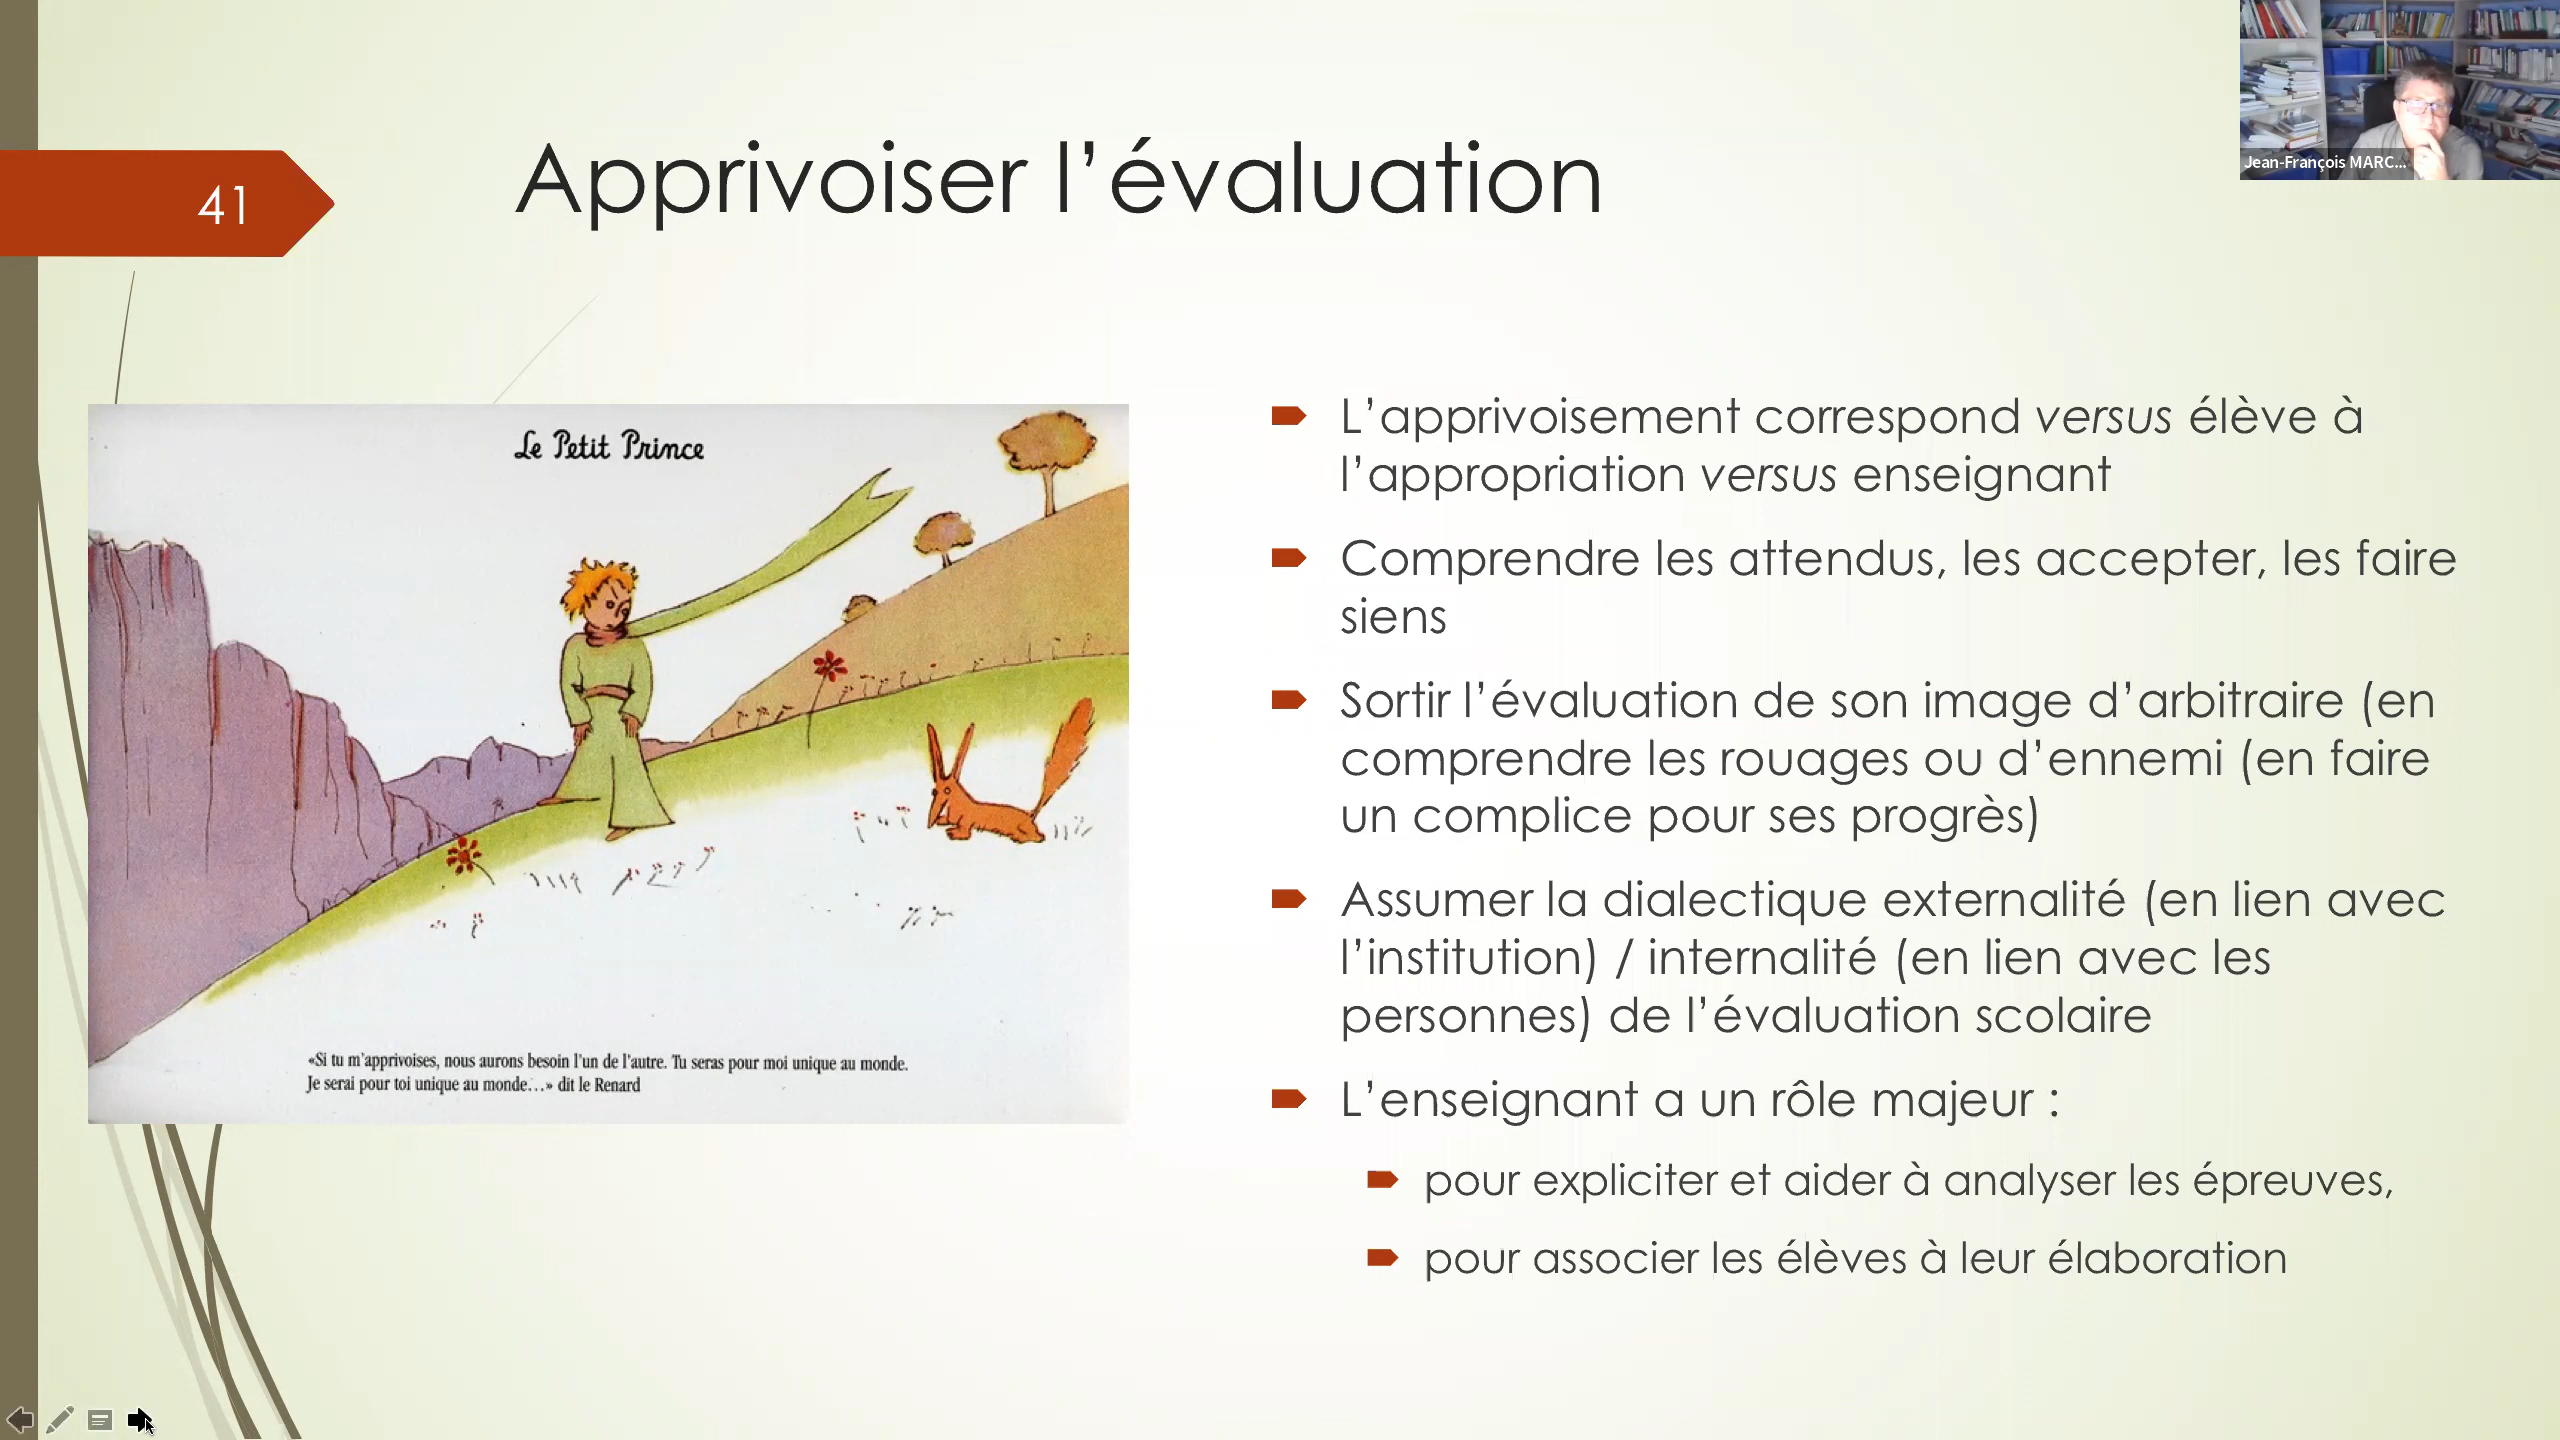 Jean-François MARC...
41
Apprivoiser l’évaluation
Le Petit Prince
«Si tu m’apprivoises, nous aurons besoin l’un de l’autre. Tu seras pour moi unique au monde.
Je serai pour toi unique au monde…» dit le Renard
L’apprivoisement correspond versus élève à
l’appropriation versus enseignant
Comprendre les attendus, les accepter, les faire
siens
Sortir l’évaluation de son image d’arbitraire (en
comprendre les rouages ou d’ennemi (en faire
un complice pour ses progrès)
Assumer la dialectique externalité (en lien avec
l’institution) / internalité (en lien avec les
personnes) de l’évaluation scolaire
L’enseignant a un rôle majeur :
pour expliciter et aider à analyser les épreuves,
pour associer les élèves à leur élaboration